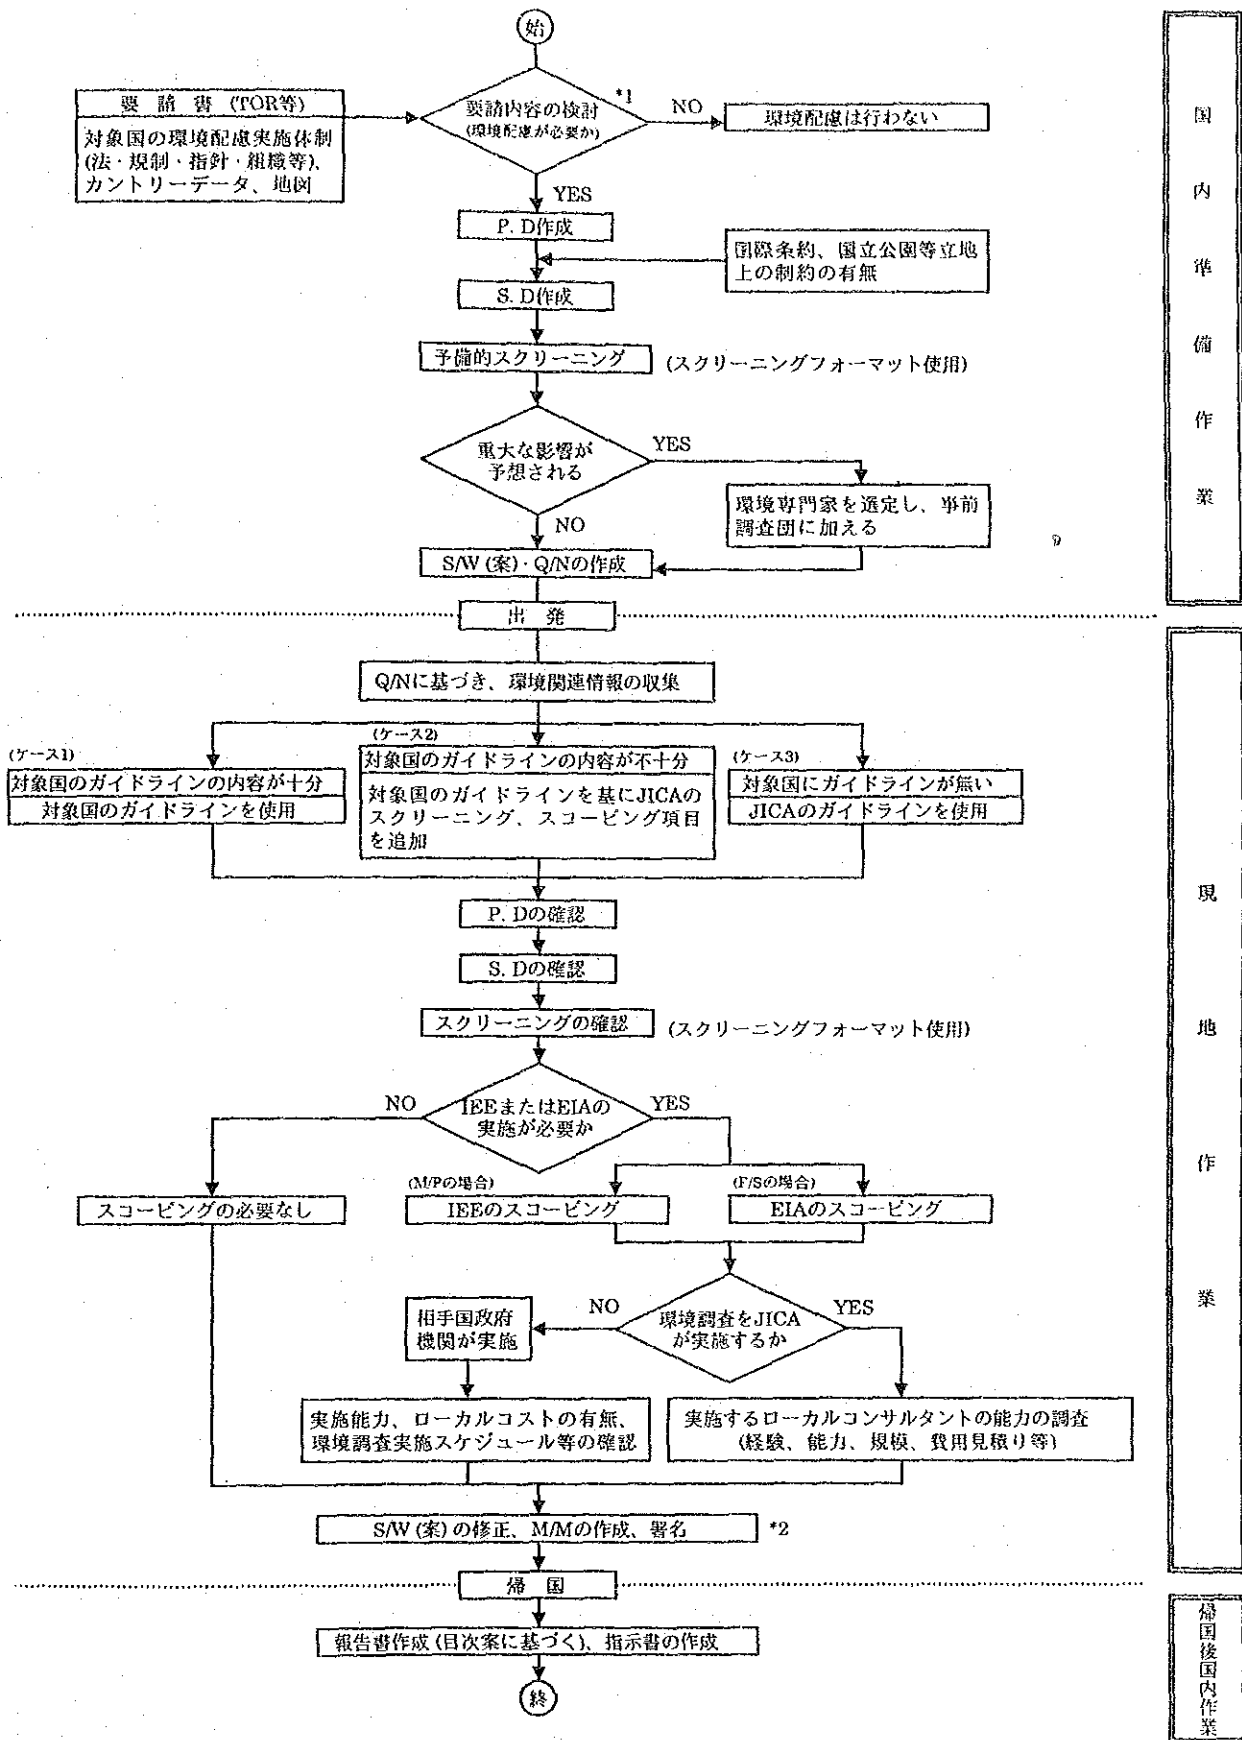 始
要請書 (TOR等)
対象国の環境配慮実施体制
(法・規制・指針・組織等)、
カントリーデータ、地図
要請内容の検討
*1
(環境配慮が必要か)
NO
環境配慮は行わない
YES
P. D作成
国際条約、国立公園等立地
上の制約の有無
S. D作成
予備的スクリーニング
(スクリーニングフォーマット使用)
重大な影響が
予想される
YES
環境専門家を選定し、事前
調査団に加える
NO
S/W (案)・Q/Nの作成
国内準備作業
出 発
Q/Nに基づき、環境関連情報の収集
(ケース1)
対象国のガイドラインの内容が十分
対象国のガイドラインを使用
(ケース2)
対象国のガイドラインの内容が不十分
対象国のガイドラインを基にJICAの
スクリーニング、スコーピング項目
を追加
(ケース3)
対象国にガイドラインが無い
JICAのガイドラインを使用
P. Dの確認
S. Dの確認
スクリーニングの確認
(スクリーニングフォーマット使用)
IEEまたはEIAの
実施が必要か
NO
YES
スコーピングの必要なし
(M/Pの場合)
IEEのスコーピング
(F/Sの場合)
EIAのスコーピング
環境調査をJICA
が実施するか
NO
YES
相手国政府
機関が実施
実施能力、ローカルコストの有無、
環境調査実施スケジュール等の確認
実施するローカルコンサルタントの能力の調査
(経験、能力、規模、費用見積り等)
S/W (案) の修正、M/Mの作成、署名
*2
現地作業
帰 国
報告書作成 (目次案に基づく)、指示書の作成
終
帰国後国内作業